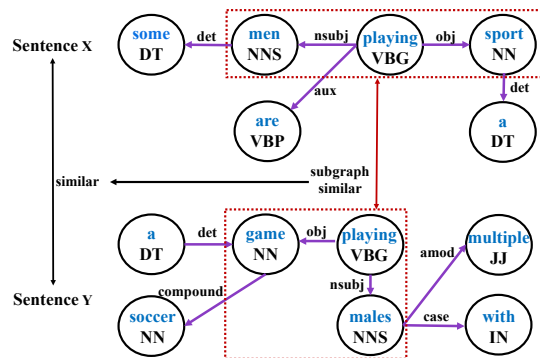 Sentence X
some
DT
det
men
NNS
nsubj
playing
VBG
obj
sport
NN
aux
det
are
VBP
a
DT
similar
subgraph
similar
a
DT
det
game
NN
obj
playing
VBG
amod
multiple
JJ
compound
nsubj
Sentence Y
soccer
NN
males
NNS
case
with
IN